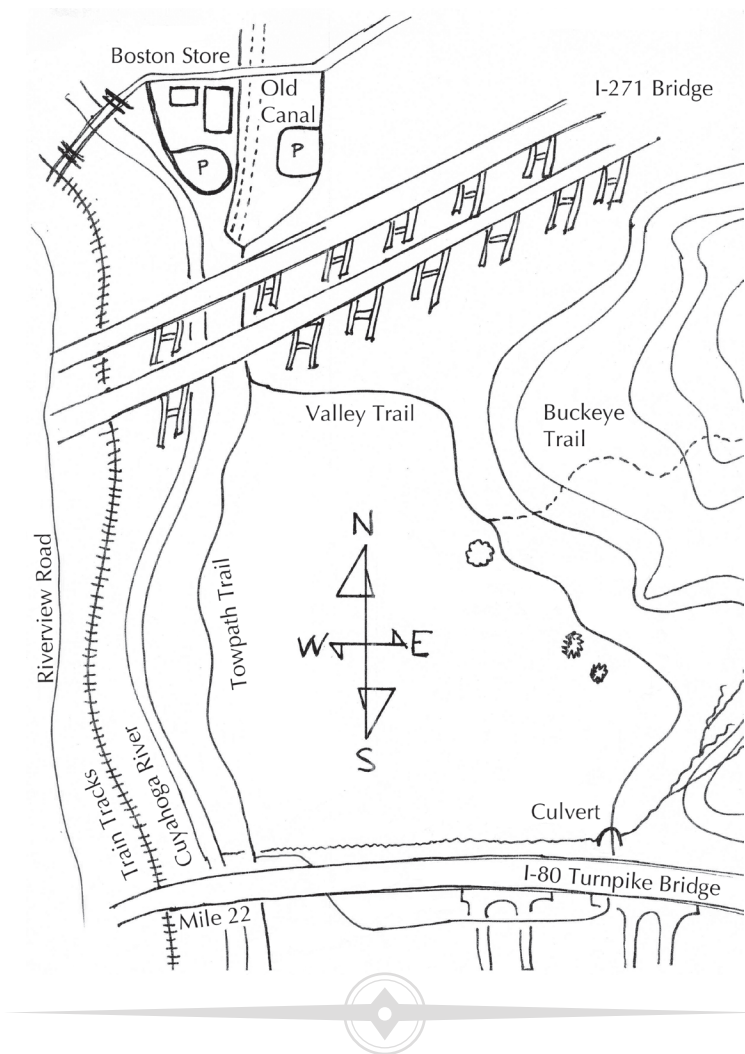 Boston Store
Old
Canal
I-271 Bridge
P
P
Valley Trail
Buckeye
Trail
N
W
E
S
Riverview Road
Towpath Trail
Train Tracks
Cuyahoga River
Culvert
I-80 Turnpike Bridge
Mile 22